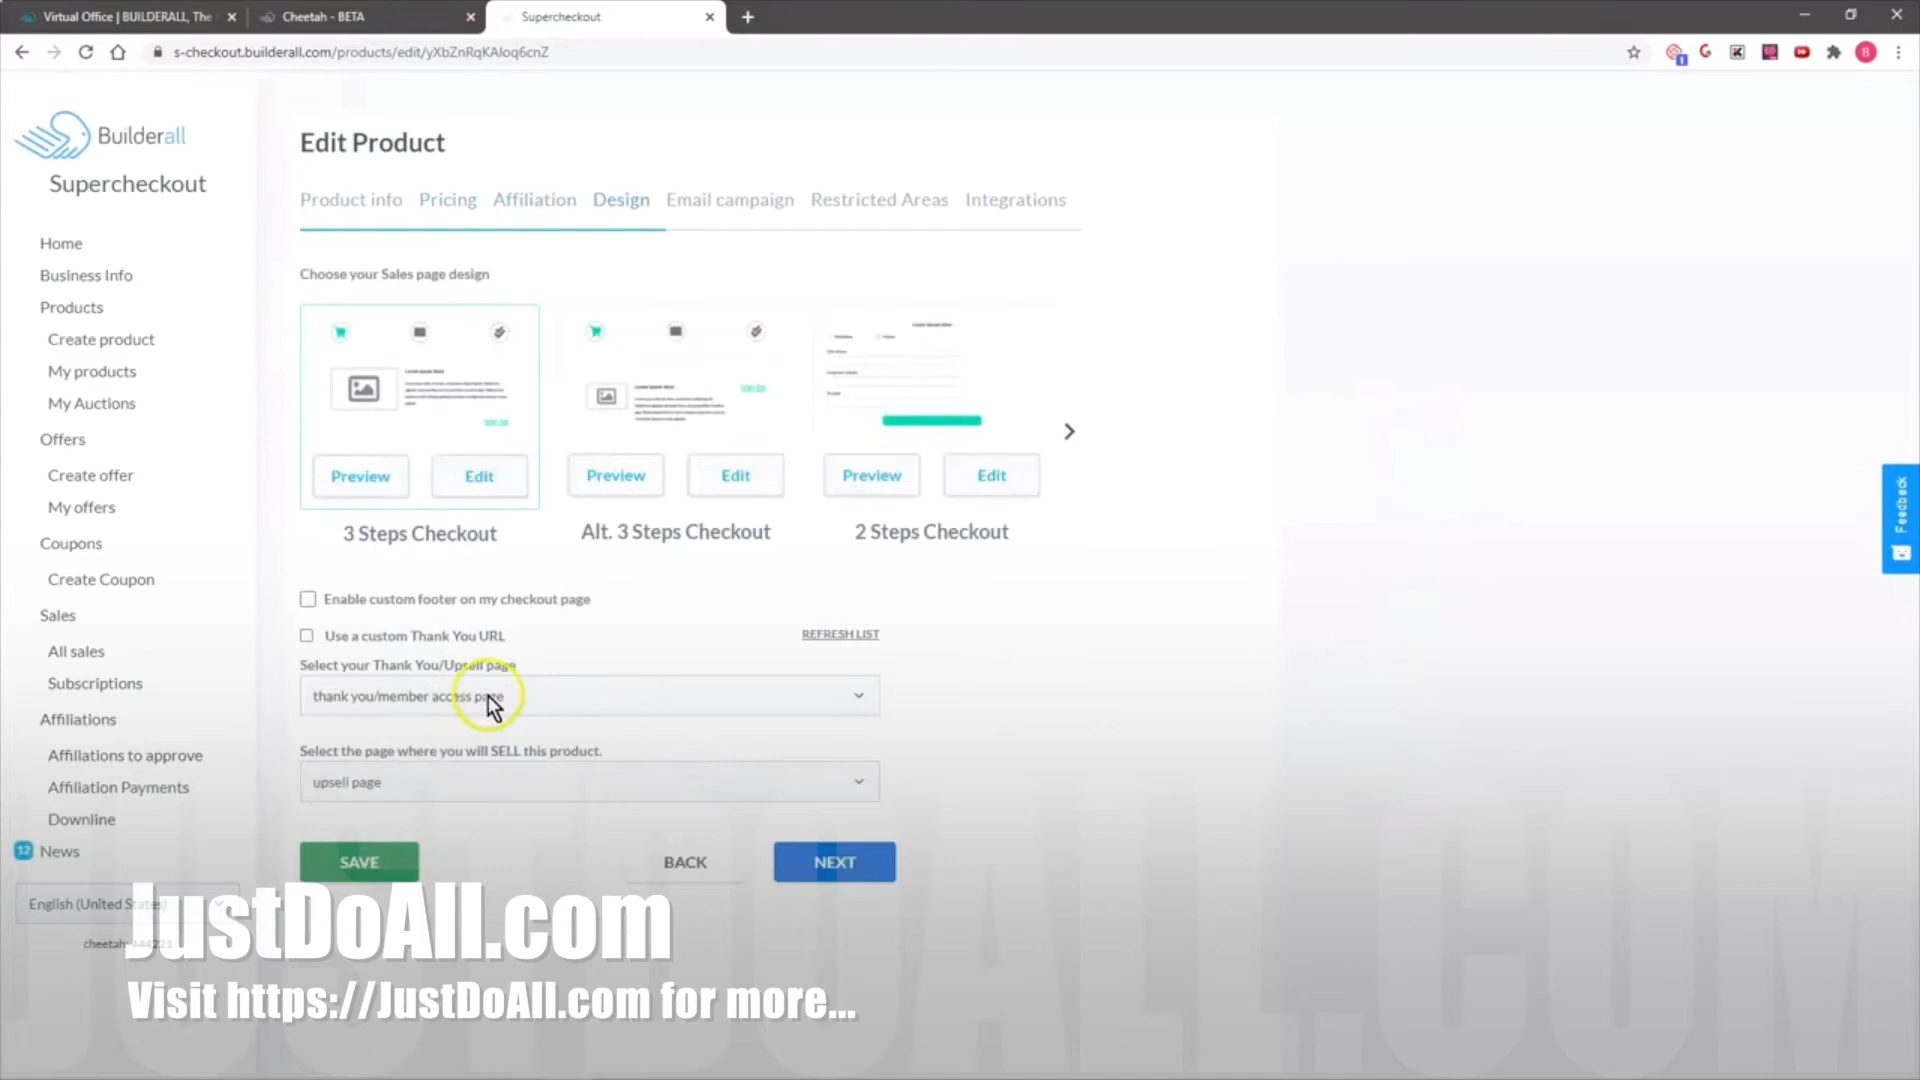 Virtual Office | BUILDERALL, The
Cheetah - BETA
Supercheckout
s-checkout.builderall.com/products/edit/yXbZnRqKAloq6cnZ
B
1
Builderall
Supercheckout
Home
Business Info
Products
Create product
My products
My Auctions
Offers
Create offer
My offers
Coupons
Create Coupon
Sales
All sales
Subscriptions
Affiliations
Affiliations to approve
Affiliation Payments
Downline
12 News
English (United States)
Edit Product
Product info Pricing Affiliation Design Email campaign Restricted Areas Integrations
Choose your Sales page design
Preview Edit
3 Steps Checkout
Preview Edit
Alt. 3 Steps Checkout
Preview Edit
2 Steps Checkout
Enable custom footer on my checkout page
Use a custom Thank You URL
REFRESH LIST
Select your Thank You/Upsell page
thank you/member access page
Select the page where you will SELL this product.
upsell page
SAVE BACK NEXT
Feedback
JustDoAll.com
Visit https://JustDoAll.com for more...
JUSTDOALL.COM